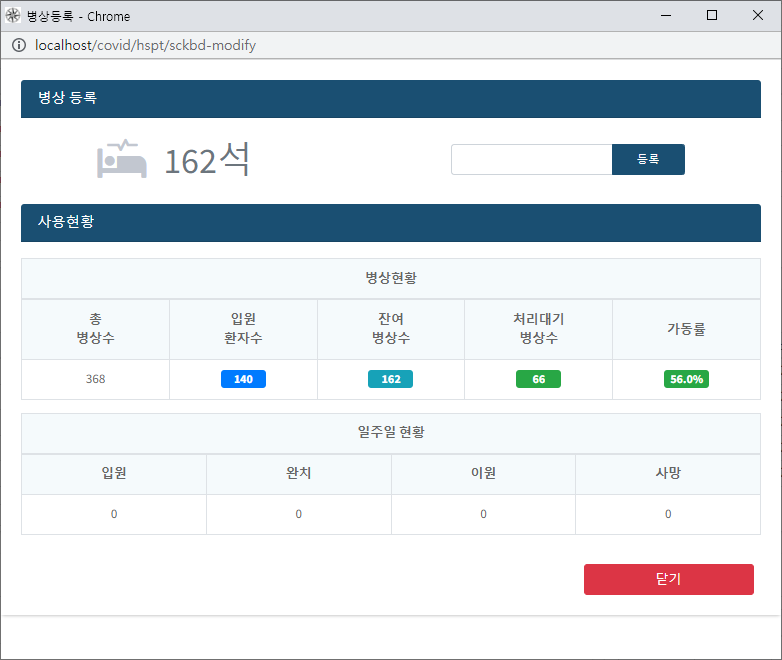 병상등록 - Chrome
localhost/covid/hspt/sckbd-modify
병상 등록
162석
등록
사용현황
병상현황
총
병상수
입원
환자수
잔여
병상수
처리대기
병상수
가동률
368
140
162
66
56.0%
일주일 현황
입원
완치
이원
사망
0
0
0
0
닫기